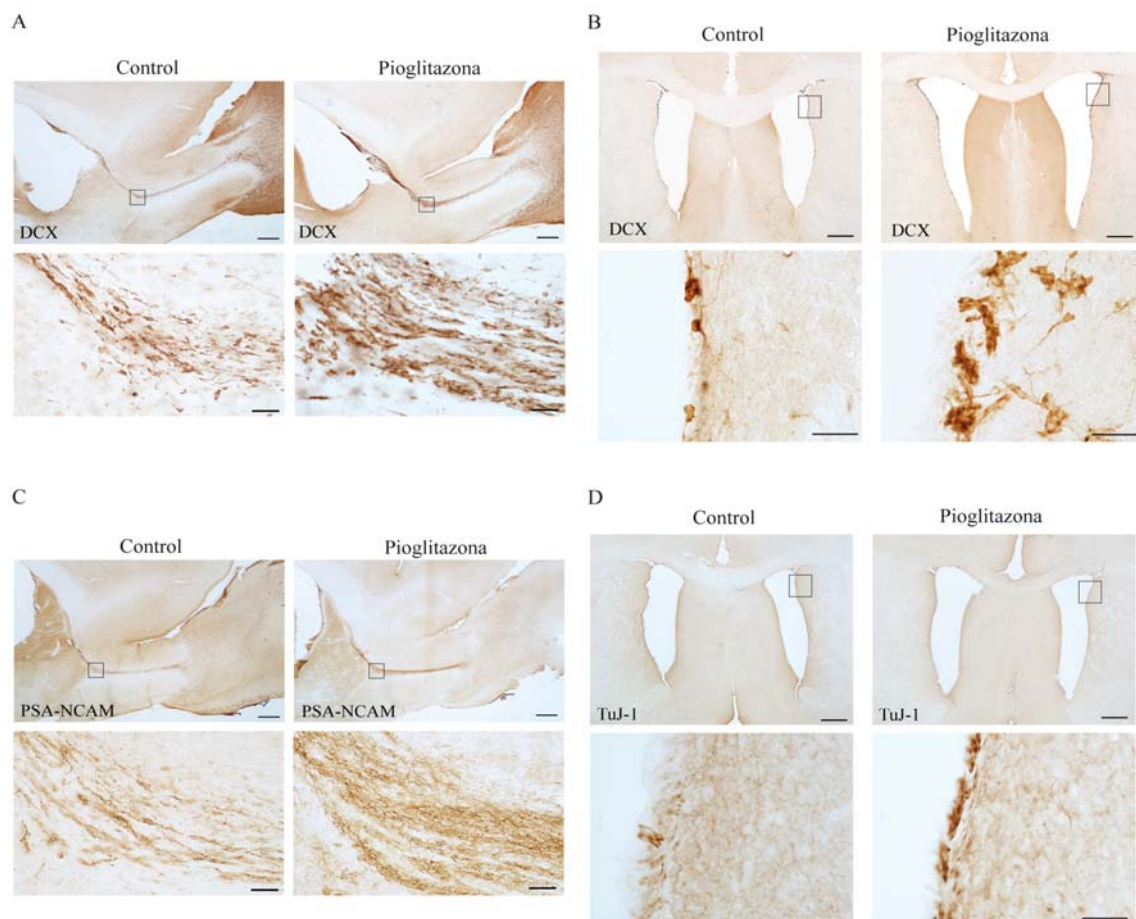 A
Control Pioglitazona
DCX DCX
B
Control Pioglitazona
DCX DCX
C
Control Pioglitazona
PSA-NCAM PSA-NCAM
D
Control Pioglitazona
TuJ-1 TuJ-1